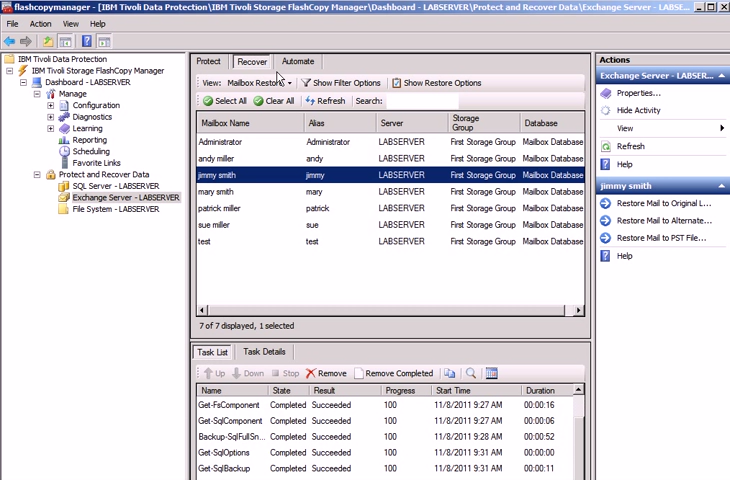 flashcopymanager - [IBM Tivoli Data Protection\IBM Tivoli Storage FlashCopy Manager\Dashboard - LABSERVER\Protect and Recover Data\Exchange Server - LABSE...
File Action View Help
IBM Tivoli Data Protection
IBM Tivoli Storage FlashCopy Manager
Dashboard - LABSERVER
Manage
Configuration
Diagnostics
Learning
Reporting
Scheduling
Favorite Links
Protect and Recover Data
SQL Server - LABSERVER
Exchange Server - LABSERVER
File System - LABSERVER
Protect Recover Automate
View: Mailbox Restore Show Filter Options Show Restore Options
Select All Clear All Refresh Search:
Mailbox Name Alias Server Storage Group Database
Administrator Administrator LABSERVER First Storage Group Mailbox Database
andy miller andy LABSERVER First Storage Group Mailbox Database
jimmy smith jimmy LABSERVER First Storage Group Mailbox Database
mary smith mary LABSERVER First Storage Group Mailbox Database
patrick miller patrick LABSERVER First Storage Group Mailbox Database
sue miller sue LABSERVER First Storage Group Mailbox Database
test test LABSERVER First Storage Group Mailbox Database
7 of 7 displayed, 1 selected
Task List Task Details
Up Down Stop Remove Remove Completed
Name State Result Progress Start Time Duration
Get-FsComponent Completed Succeeded 100 11/8/2011 9:27 AM 00:00:16
Get-SqlComponent Completed Succeeded 100 11/8/2011 9:27 AM 00:00:06
Backup-SqlFullSn... Completed Succeeded 100 11/8/2011 9:28 AM 00:00:52
Get-SqlOptions Completed Succeeded 100 11/8/2011 9:31 AM 00:00:00
Get-SqlBackup Completed Succeeded 100 11/8/2011 9:31 AM 00:00:11
Actions
Exchange Server - LABSER...
Properties...
Hide Activity
View
Refresh
Help
jimmy smith
Restore Mail to Original L...
Restore Mail to Alternate...
Restore Mail to PST File...
Help